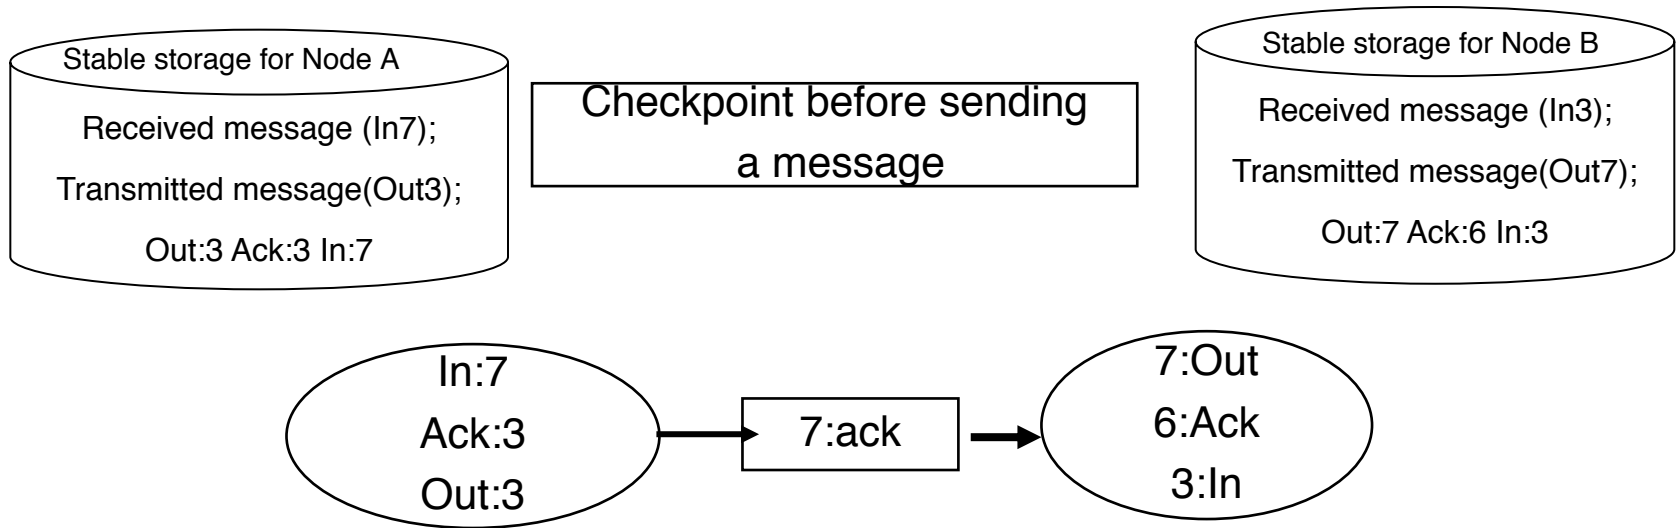 Stable storage for Node A
Received message (In7);
Transmitted message(Out3);
Out:3 Ack:3 In:7
Checkpoint before sending
a message
Stable storage for Node B
Received message (In3);
Transmitted message(Out7);
Out:7 Ack:6 In:3
In:7
Ack:3
Out:3
7:ack
7:Out
6:Ack
3:In